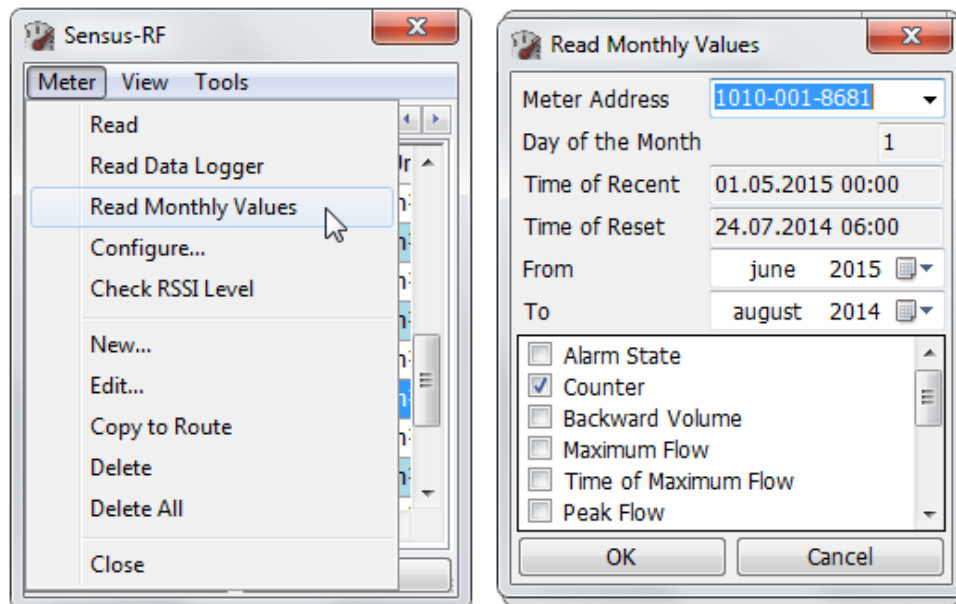 Sensus-RF
Meter View Tools
Read
Read Data Logger
Read Monthly Values
Configure...
Check RSSI Level
New...
Edit...
Copy to Route
Delete
Delete All
Close
Read Monthly Values
Meter Address 1010-001-8681
Day of the Month 1
Time of Recent 01.05.2015 00:00
Time of Reset 24.07.2014 06:00
From june 2015
To august 2014
Alarm State
Counter
Backward Volume
Maximum Flow
Time of Maximum Flow
Peak Flow
OK Cancel